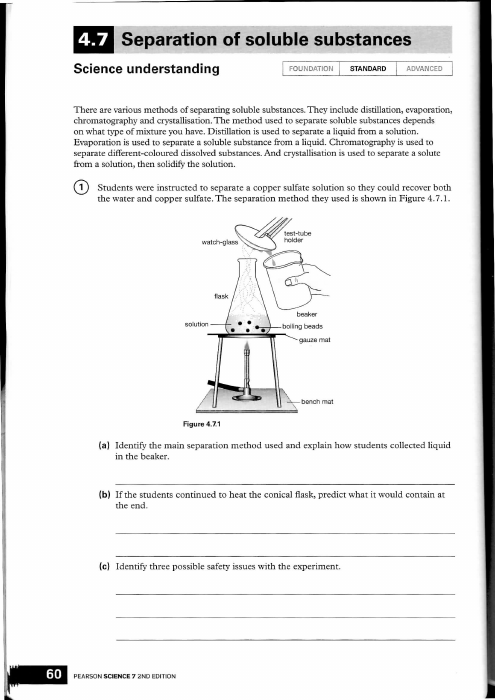 4.7 Separation of soluble substances
Science understanding
FOUNDATION STANDARD ADVANCED
There are various methods of separating soluble substances. They include distillation, evaporation,
chromatography and crystallisation. The method used to separate soluble substances depends
on what type of mixture you have. Distillation is used to separate a liquid from a solution.
Evaporation is used to separate a soluble substance from a liquid. Chromatography is used to
separate different-coloured dissolved substances. And crystallisation is used to separate a solute
from a solution, then solidify the solution.
1 Students were instructed to separate a copper sulfate solution so they could recover both
the water and copper sulfate. The separation method they used is shown in Figure 4.7.1.
watch-glass
test-tube
holder
flask
beaker
solution
boiling beads
gauze mat
bench mat
Figure 4.7.1
(a) Identify the main separation method used and explain how students collected liquid
in the beaker.
(b) If the students continued to heat the conical flask, predict what it would contain at
the end.
(c) Identify three possible safety issues with the experiment.
60 PEARSON SCIENCE 7 2ND EDITION